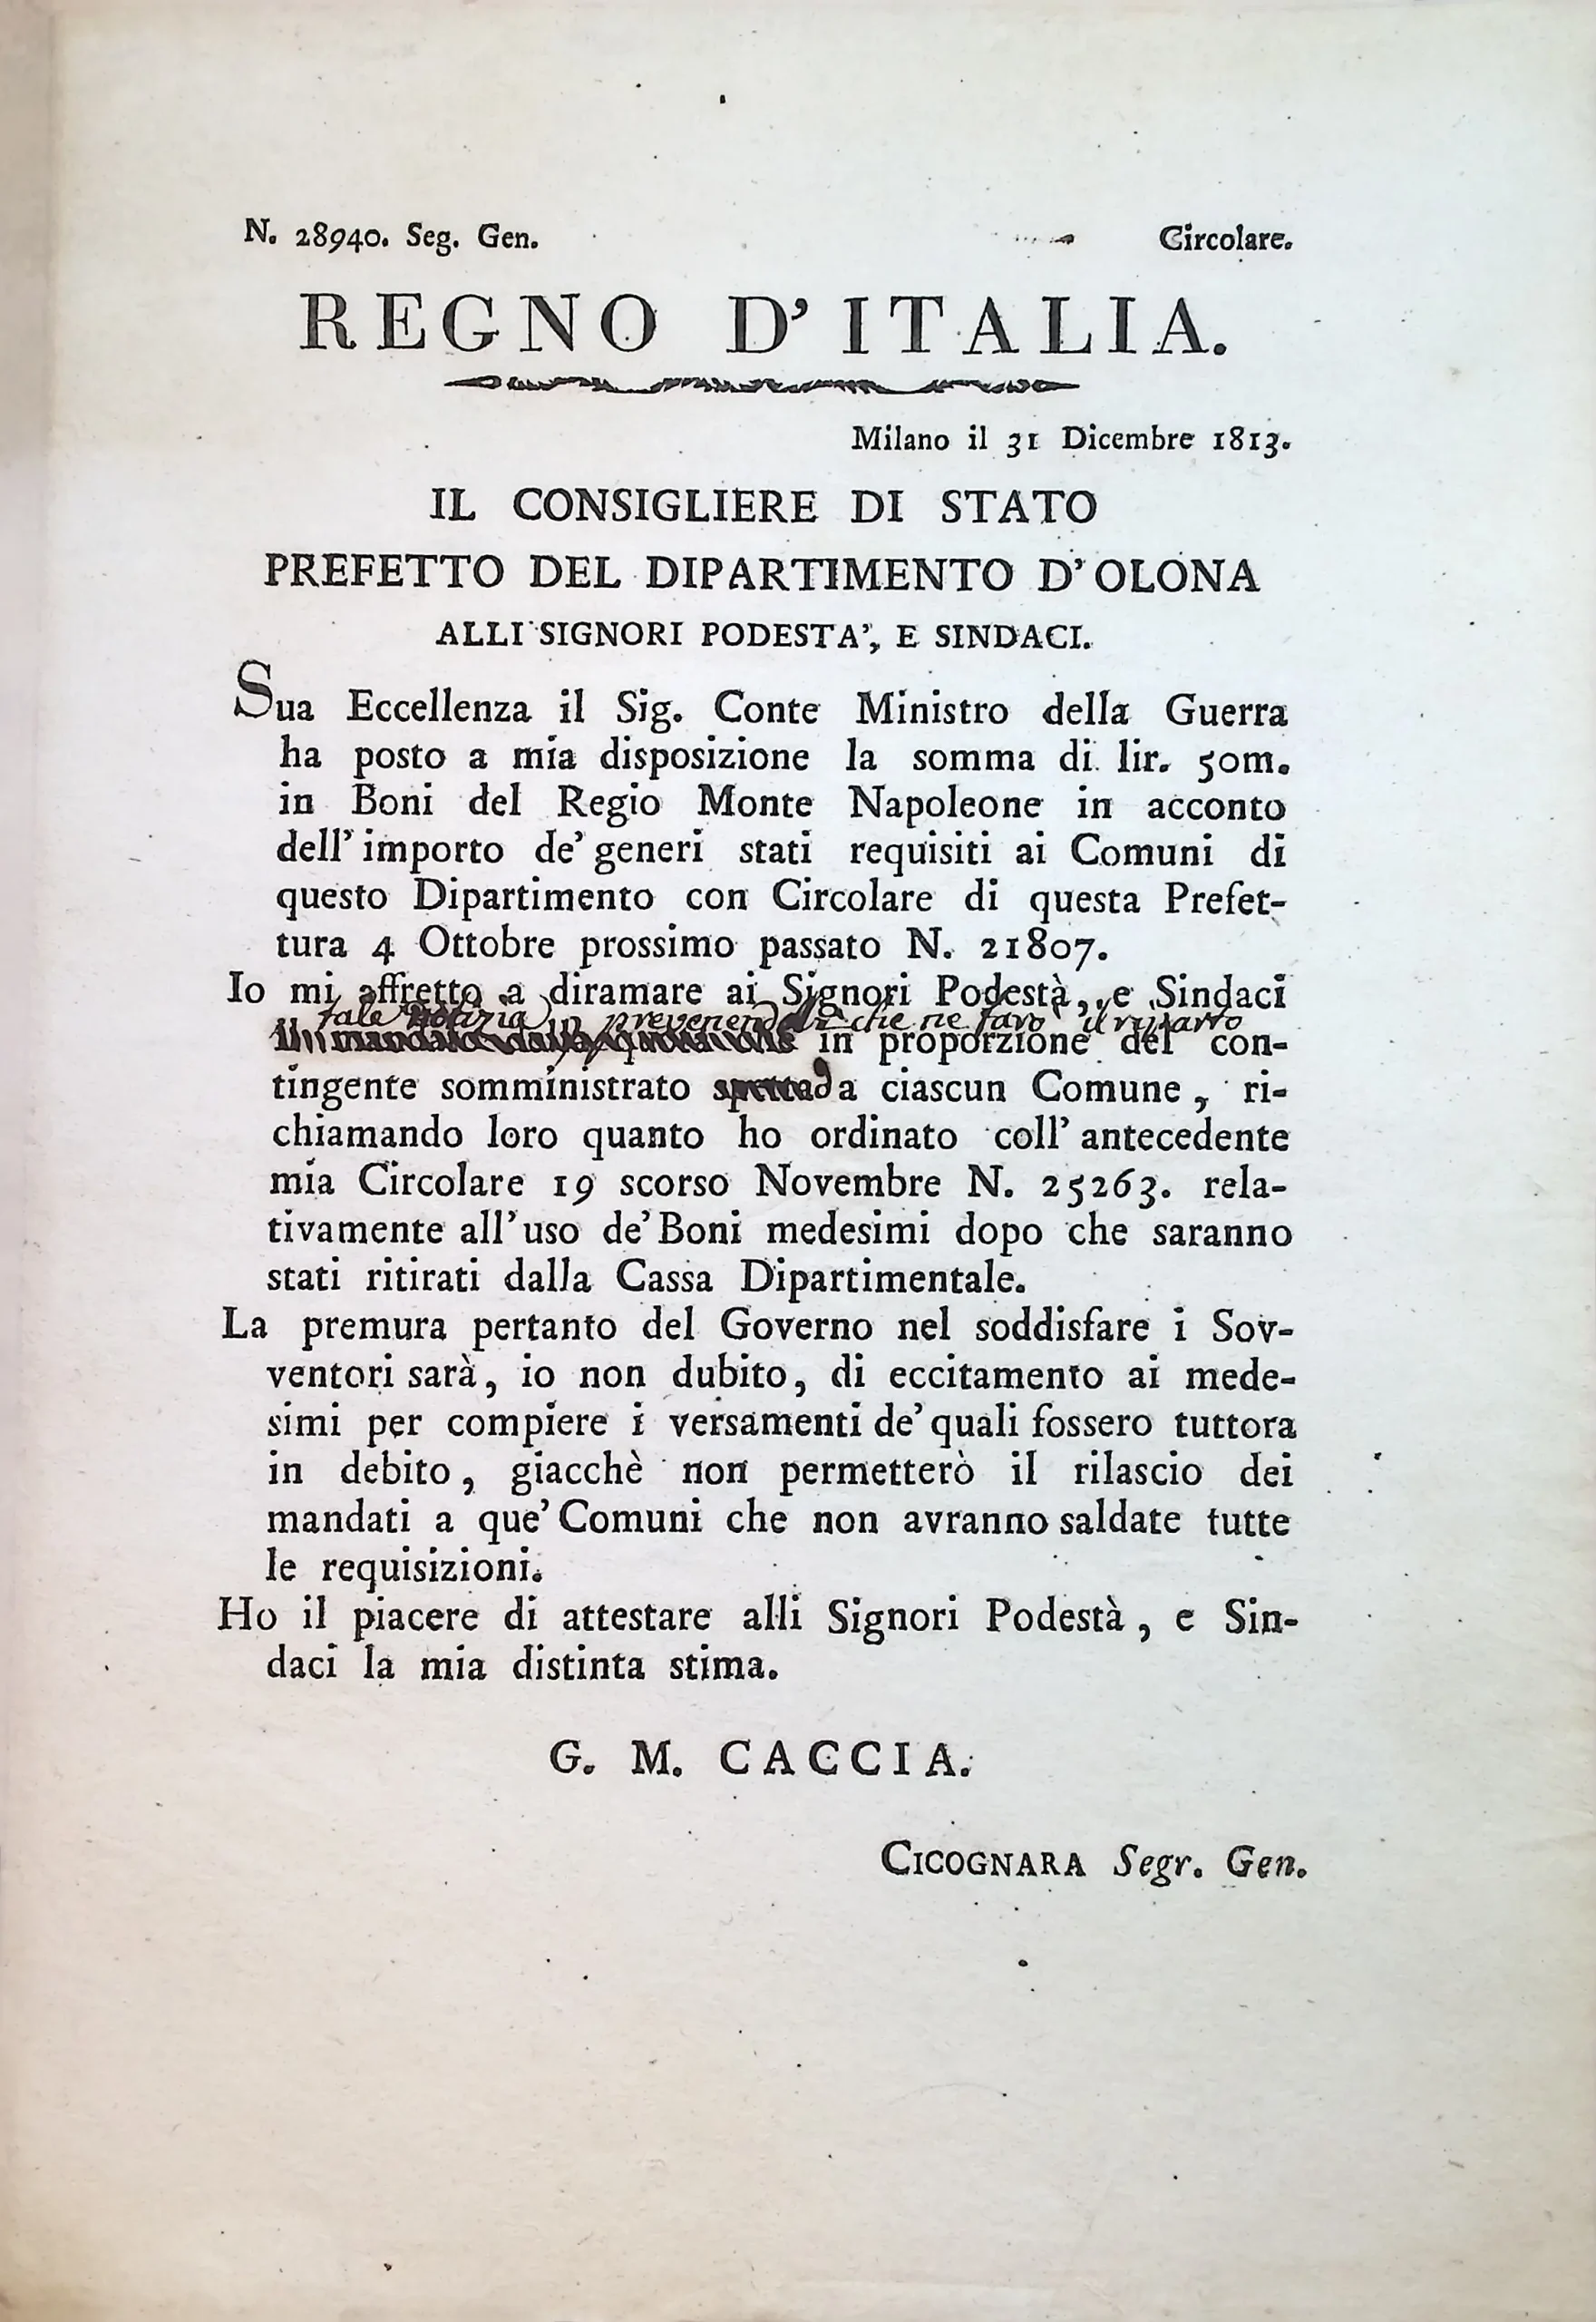 N. 28940. Seg. Gen.
Circolare.
REGNO D'ITALIA.
Milano il 31 Dicembre 1813.
IL CONSIGLIERE DI STATO
PREFETTO DEL DIPARTIMENTO D'OLONA
ALLI SIGNORI PODESTA', E SINDACI.
Sua Eccellenza il Sig. Conte Ministro della Guerra
ha posto a mia disposizione la somma di lir. 50m.
in Boni del Regio Monte Napoleone in acconto
dell'importo de' generi stati requisiti ai Comuni di
questo Dipartimento con Circolare di questa Prefet-
tura 4 Ottobre prossimo passato N. 21807.
Io mi affretto a diramare ai Signori Podestà, e Sindaci
tale Notizia prevenendoli che ne farò il riparto
in proporzione del con-
tingente somministrato da ciascun Comune, ri-
chiamando loro quanto ho ordinato coll'antecedente
mia Circolare 19 scorso Novembre N. 25263. rela-
tivamente all'uso de' Boni medesimi dopo che saranno
stati ritirati dalla Cassa Dipartimentale.
La premura pertanto del Governo nel soddisfare i Sov-
ventori sarà, io non dubito, di eccitamento ai mede-
simi per compiere i versamenti de' quali fossero tuttora
in debito, giacchè non permetterò il rilascio dei
mandati a que' Comuni che non avranno saldate tutte
le requisizioni.
Ho il piacere di attestare alli Signori Podestà, e Sin-
daci la mia distinta stima.
G. M. CACCIA.
CICOGNARA Segr. Gen.